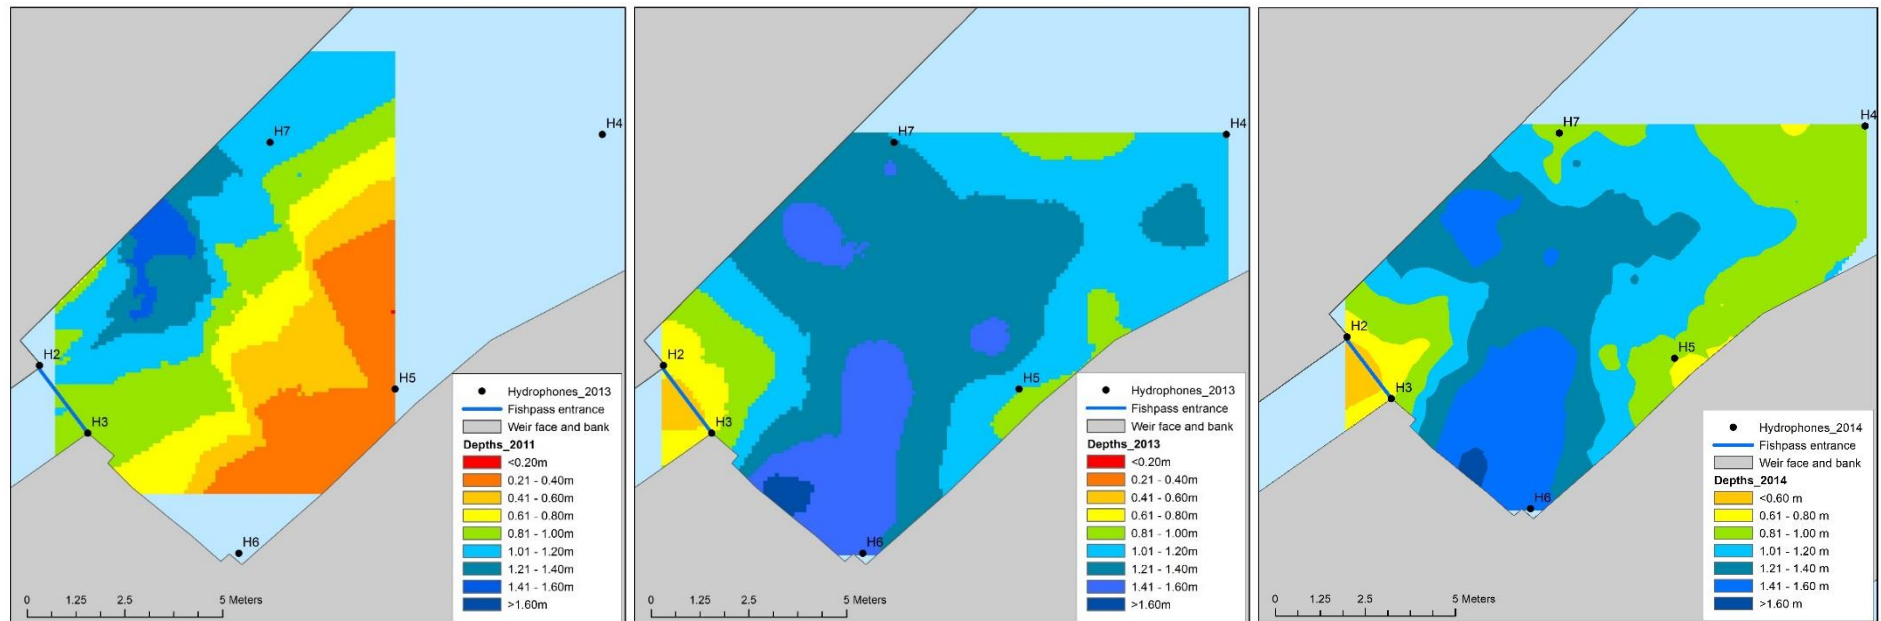 H7
H4
H2
H5
H3
H6
Hydrophones_2013
Fishpass entrance
Weir face and bank
Depths_2011
<0.20m
0.21 - 0.40m
0.41 - 0.60m
0.61 - 0.80m
0.81 - 1.00m
1.01 - 1.20m
1.21 - 1.40m
1.41 - 1.60m
>1.60m
0 1.25 2.5 5 Meters
H7
H4
H2
H5
H3
H6
Hydrophones_2013
Fishpass entrance
Weir face and bank
Depths_2013
<0.20m
0.21 - 0.40m
0.41 - 0.60m
0.61 - 0.80m
0.81 - 1.00m
1.01 - 1.20m
1.21 - 1.40m
1.41 - 1.60m
>1.60m
0 1.25 2.5 5 Meters
H7
H4
H2
H5
H3
H6
Hydrophones_2014
Fishpass entrance
Weir face and bank
Depths_2014
<0.60 m
0.61 - 0.80 m
0.81 - 1.00 m
1.01 - 1.20 m
1.21 - 1.40 m
1.41 - 1.60 m
>1.60 m
0 1.25 2.5 5 Meters